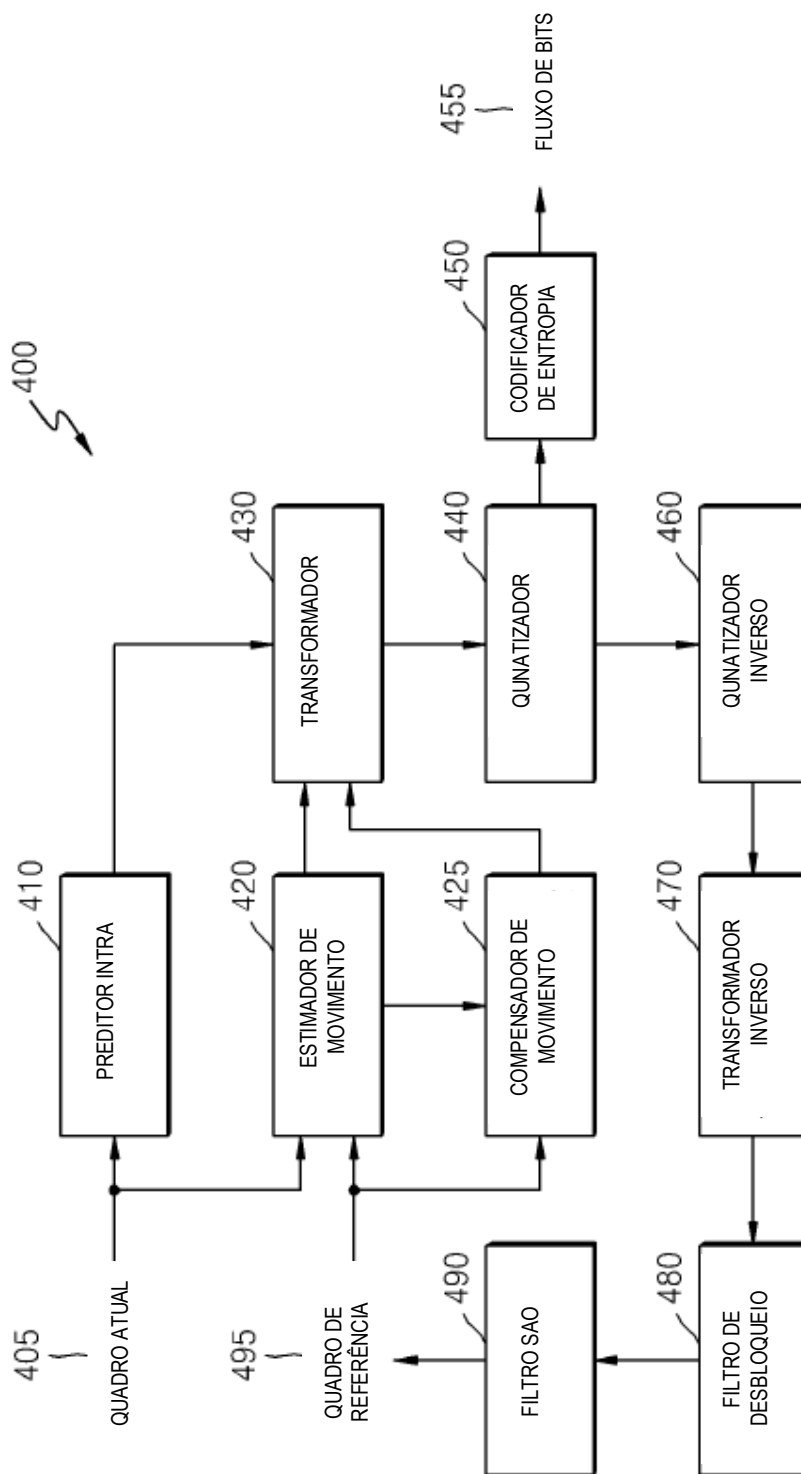 400
405
QUADRO ATUAL
410
PREDITOR INTRA
495
QUADRO DE
REFERÊNCIA
420
ESTIMADOR DE
MOVIMENTO
425
COMPENSADOR DE
MOVIMENTO
430
TRANSFORMADOR
440
QUNATIZADOR
450
CODIFICADOR
DE ENTROPIA
455
FLUXO DE BITS
460
QUNATIZADOR
INVERSO
470
TRANSFORMADOR
INVERSO
480
FILTRO DE
DESBLOQUEIO
490
FILTRO SAO